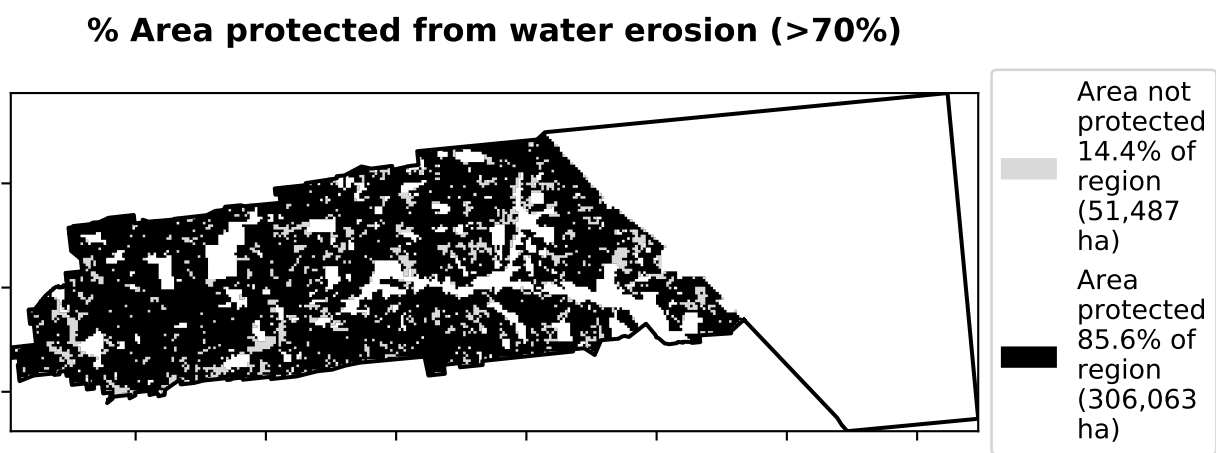 % Area protected from water erosion (>70%)
Area not
protected
14.4% of
region
(51,487
ha)
Area
protected
85.6% of
region
(306,063
ha)